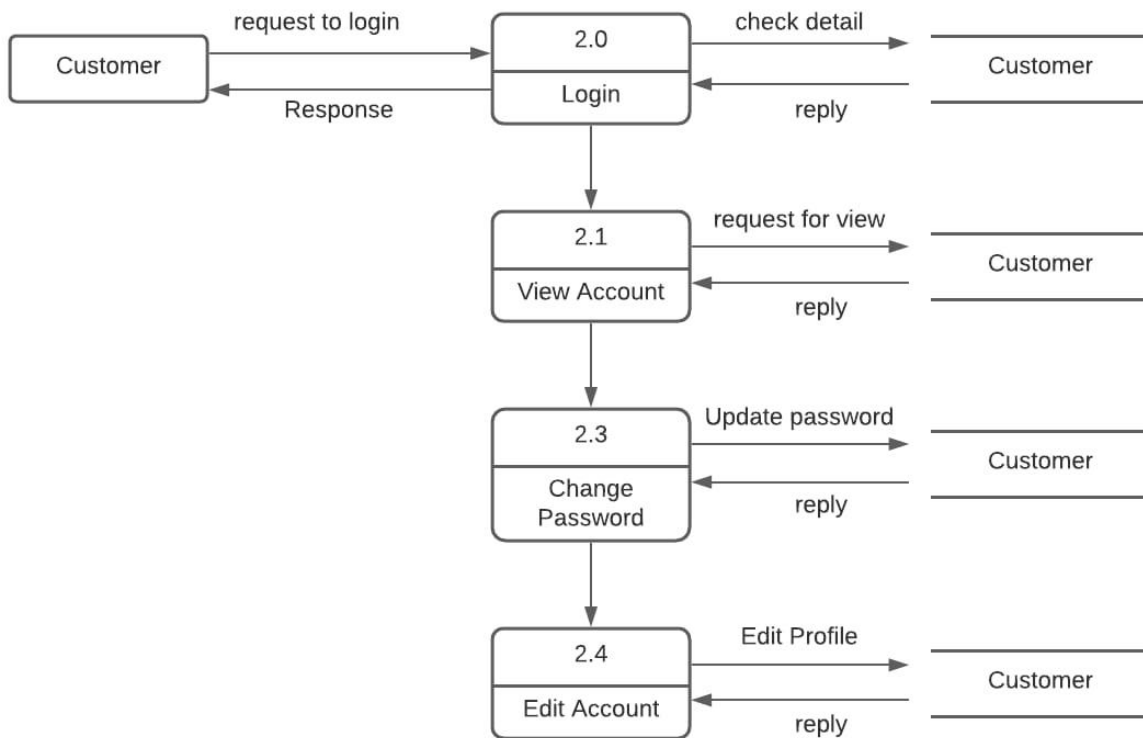 request to login
2.0
check detail
Customer
Customer
Login
Response
reply
2.1
request for view
View Account
Customer
reply
2.3
Update password
Customer
Change
Password
reply
2.4
Edit Profile
Customer
Edit Account
reply